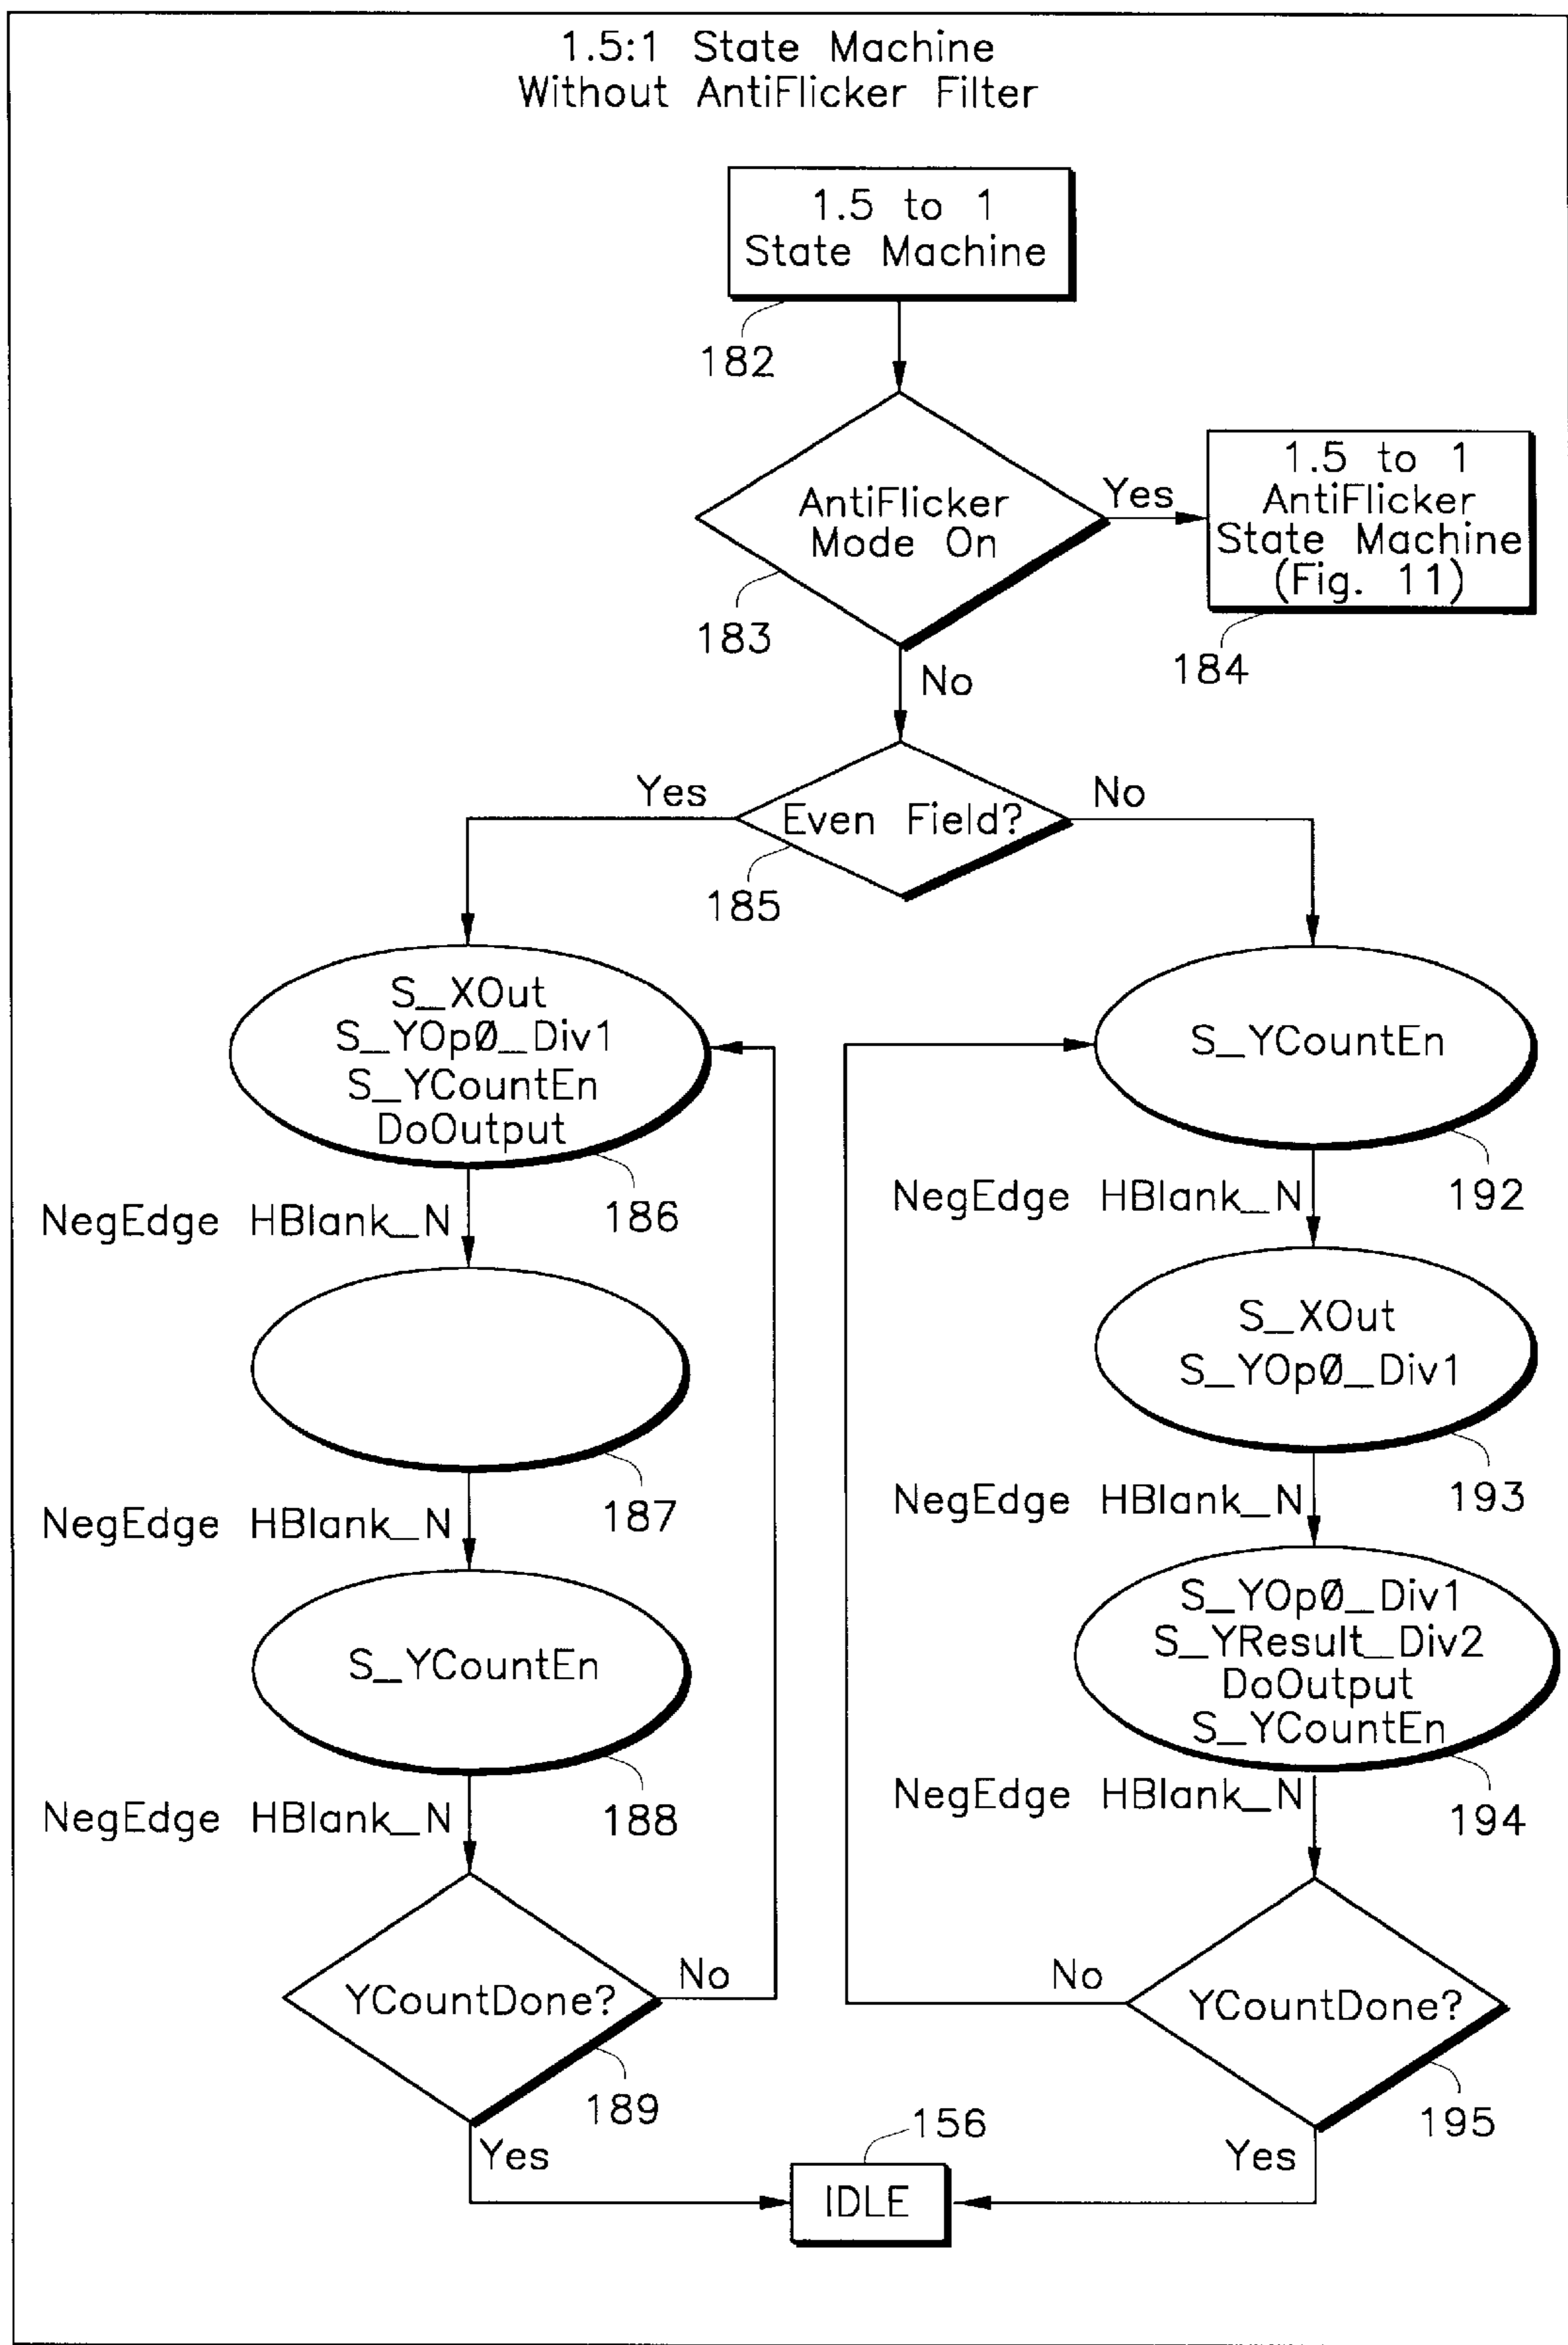 1.5:1 State Machine
Without AntiFlicker Filter
1.5 to 1
State Machine
182
AntiFlicker
Mode On
183
Yes
1.5 to 1
AntiFlicker
State Machine
(Fig. 11)
184
No
Even Field?
185
Yes
No
S_XOut
S_YOpØ_Div1
S_YCountEn
DoOutput
186
NegEdge HBlank_N
187
NegEdge HBlank_N
S_YCountEn
188
NegEdge HBlank_N
YCountDone?
189
No
Yes
S_YCountEn
192
NegEdge HBlank_N
S_XOut
S_YOpØ_Div1
193
NegEdge HBlank_N
S_YOpØ_Div1
S_YResult_Div2
DoOutput
S_YCountEn
194
NegEdge HBlank_N
YCountDone?
195
No
Yes
156
IDLE